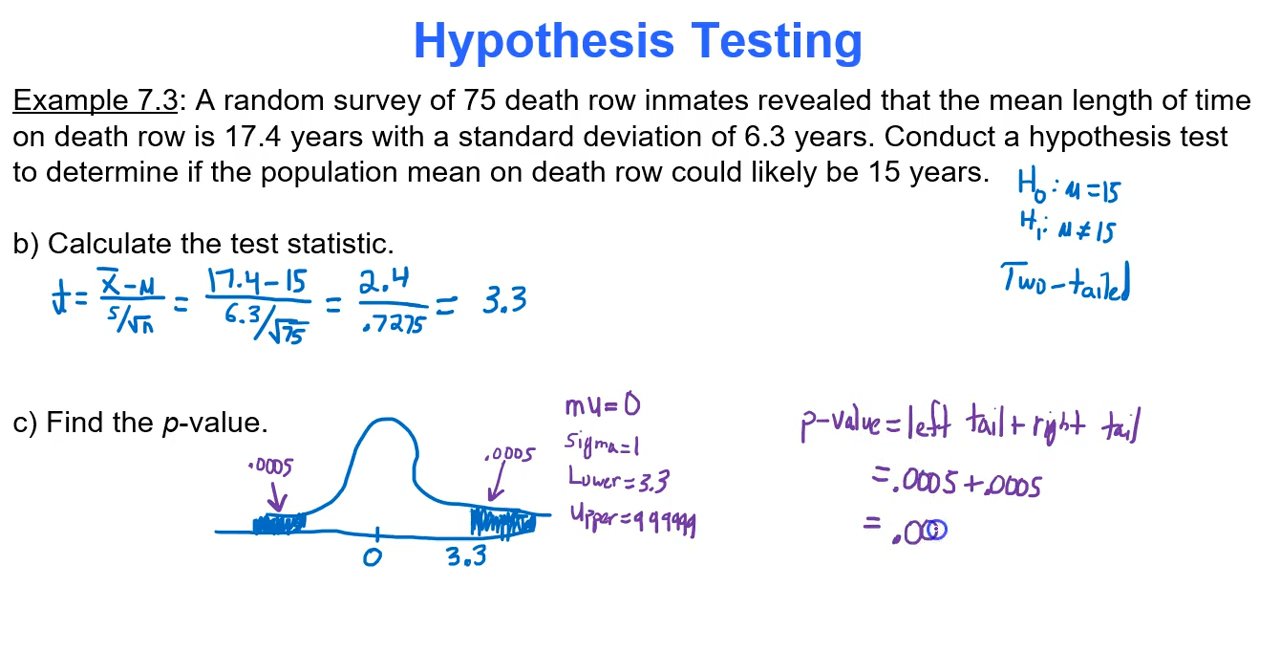 Hypothesis Testing
Example 7.3: A random survey of 75 death row inmates revealed that the mean length of time
on death row is 17.4 years with a standard deviation of 6.3 years. Conduct a hypothesis test
to determine if the population mean on death row could likely be 15 years.
H₀: μ = 15
H₁: μ ≠ 15
Two-tailed
b) Calculate the test statistic.
t = (x̄ - μ)/(s/√n) = (17.4 - 15)/(6.3/√75) = 2.4/.7275 = 3.3
c) Find the p-value.
.0005
.0005
0
3.3
mu = 0
sigma = 1
Lower = 3.3
Upper = 999999
p-value = left tail + right tail
= .0005 + .0005
= .00